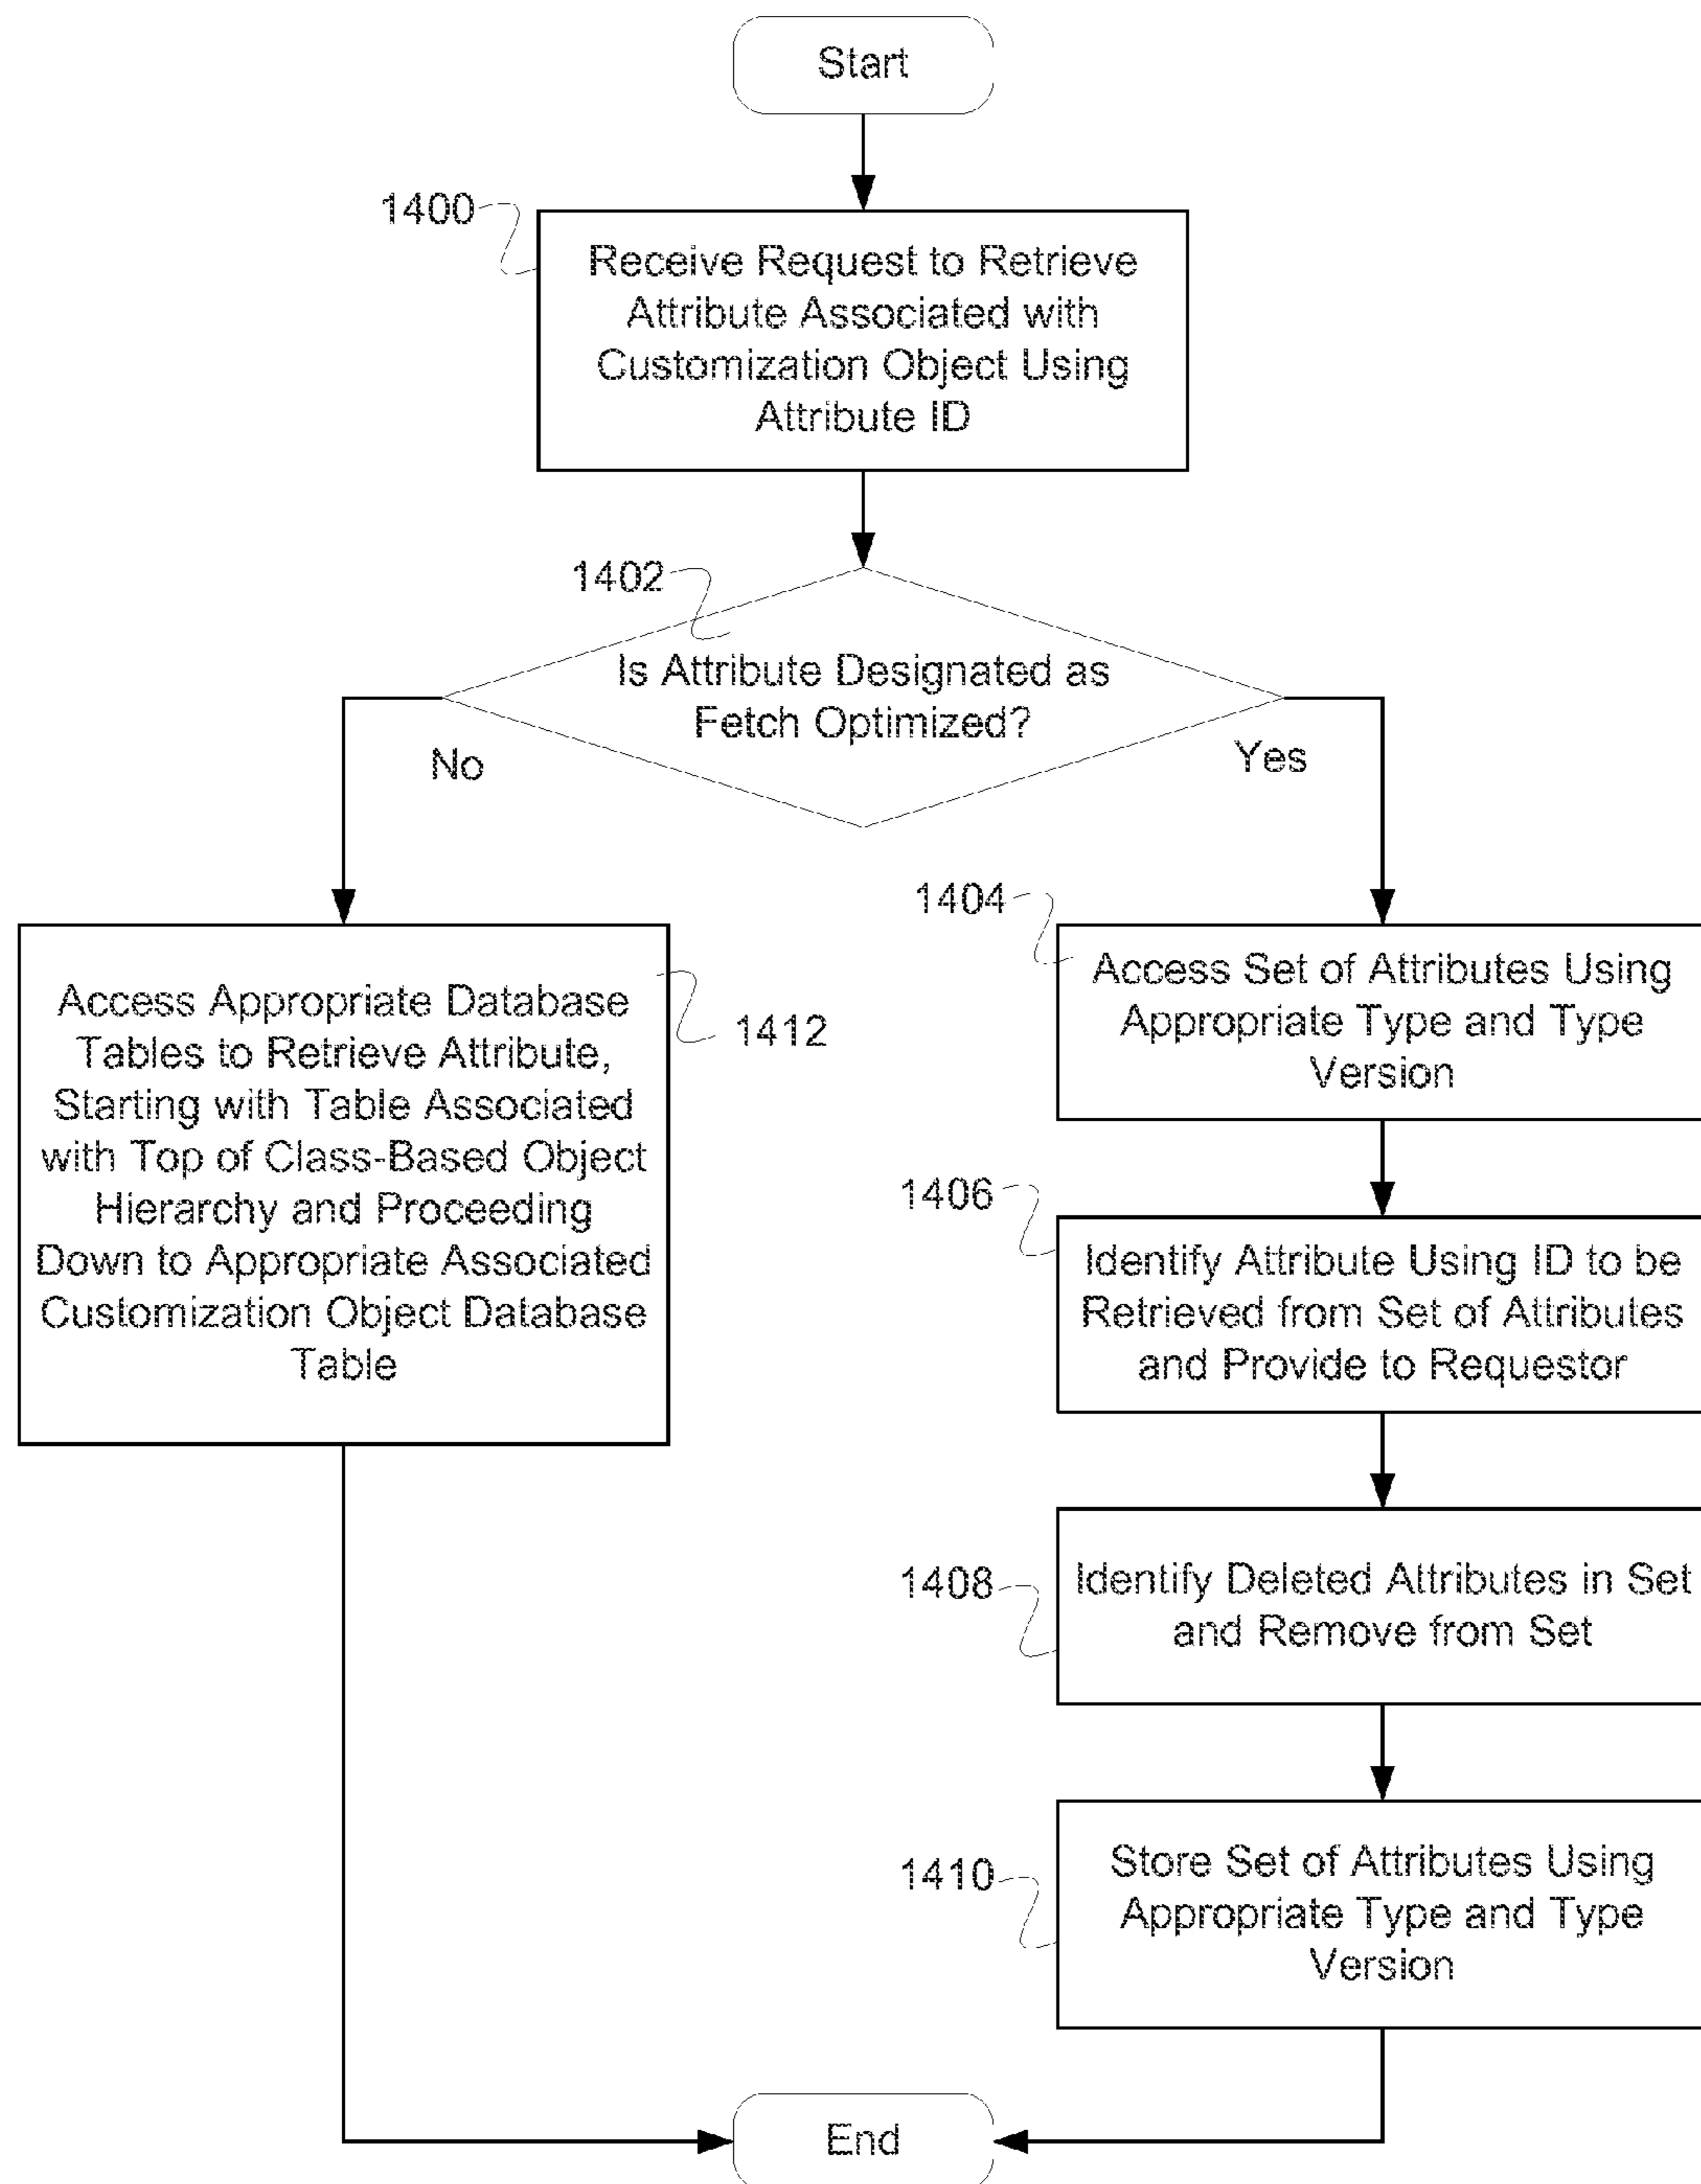 Start
1400
Receive Request to Retrieve
Attribute Associated with
Customization Object Using
Attribute ID
1402
Is Attribute Designated as
Fetch Optimized?
No
Yes
1404
Access Set of Attributes Using
Appropriate Type and Type
Version
Access Appropriate Database
Tables to Retrieve Attribute,
Starting with Table Associated
with Top of Class-Based Object
Hierarchy and Proceeding
Down to Appropriate Associated
Customization Object Database
Table
1412
1406
Identify Attribute Using ID to be
Retrieved from Set of Attributes
and Provide to Requestor
1408
Identify Deleted Attributes in Set
and Remove from Set
1410
Store Set of Attributes Using
Appropriate Type and Type
Version
End